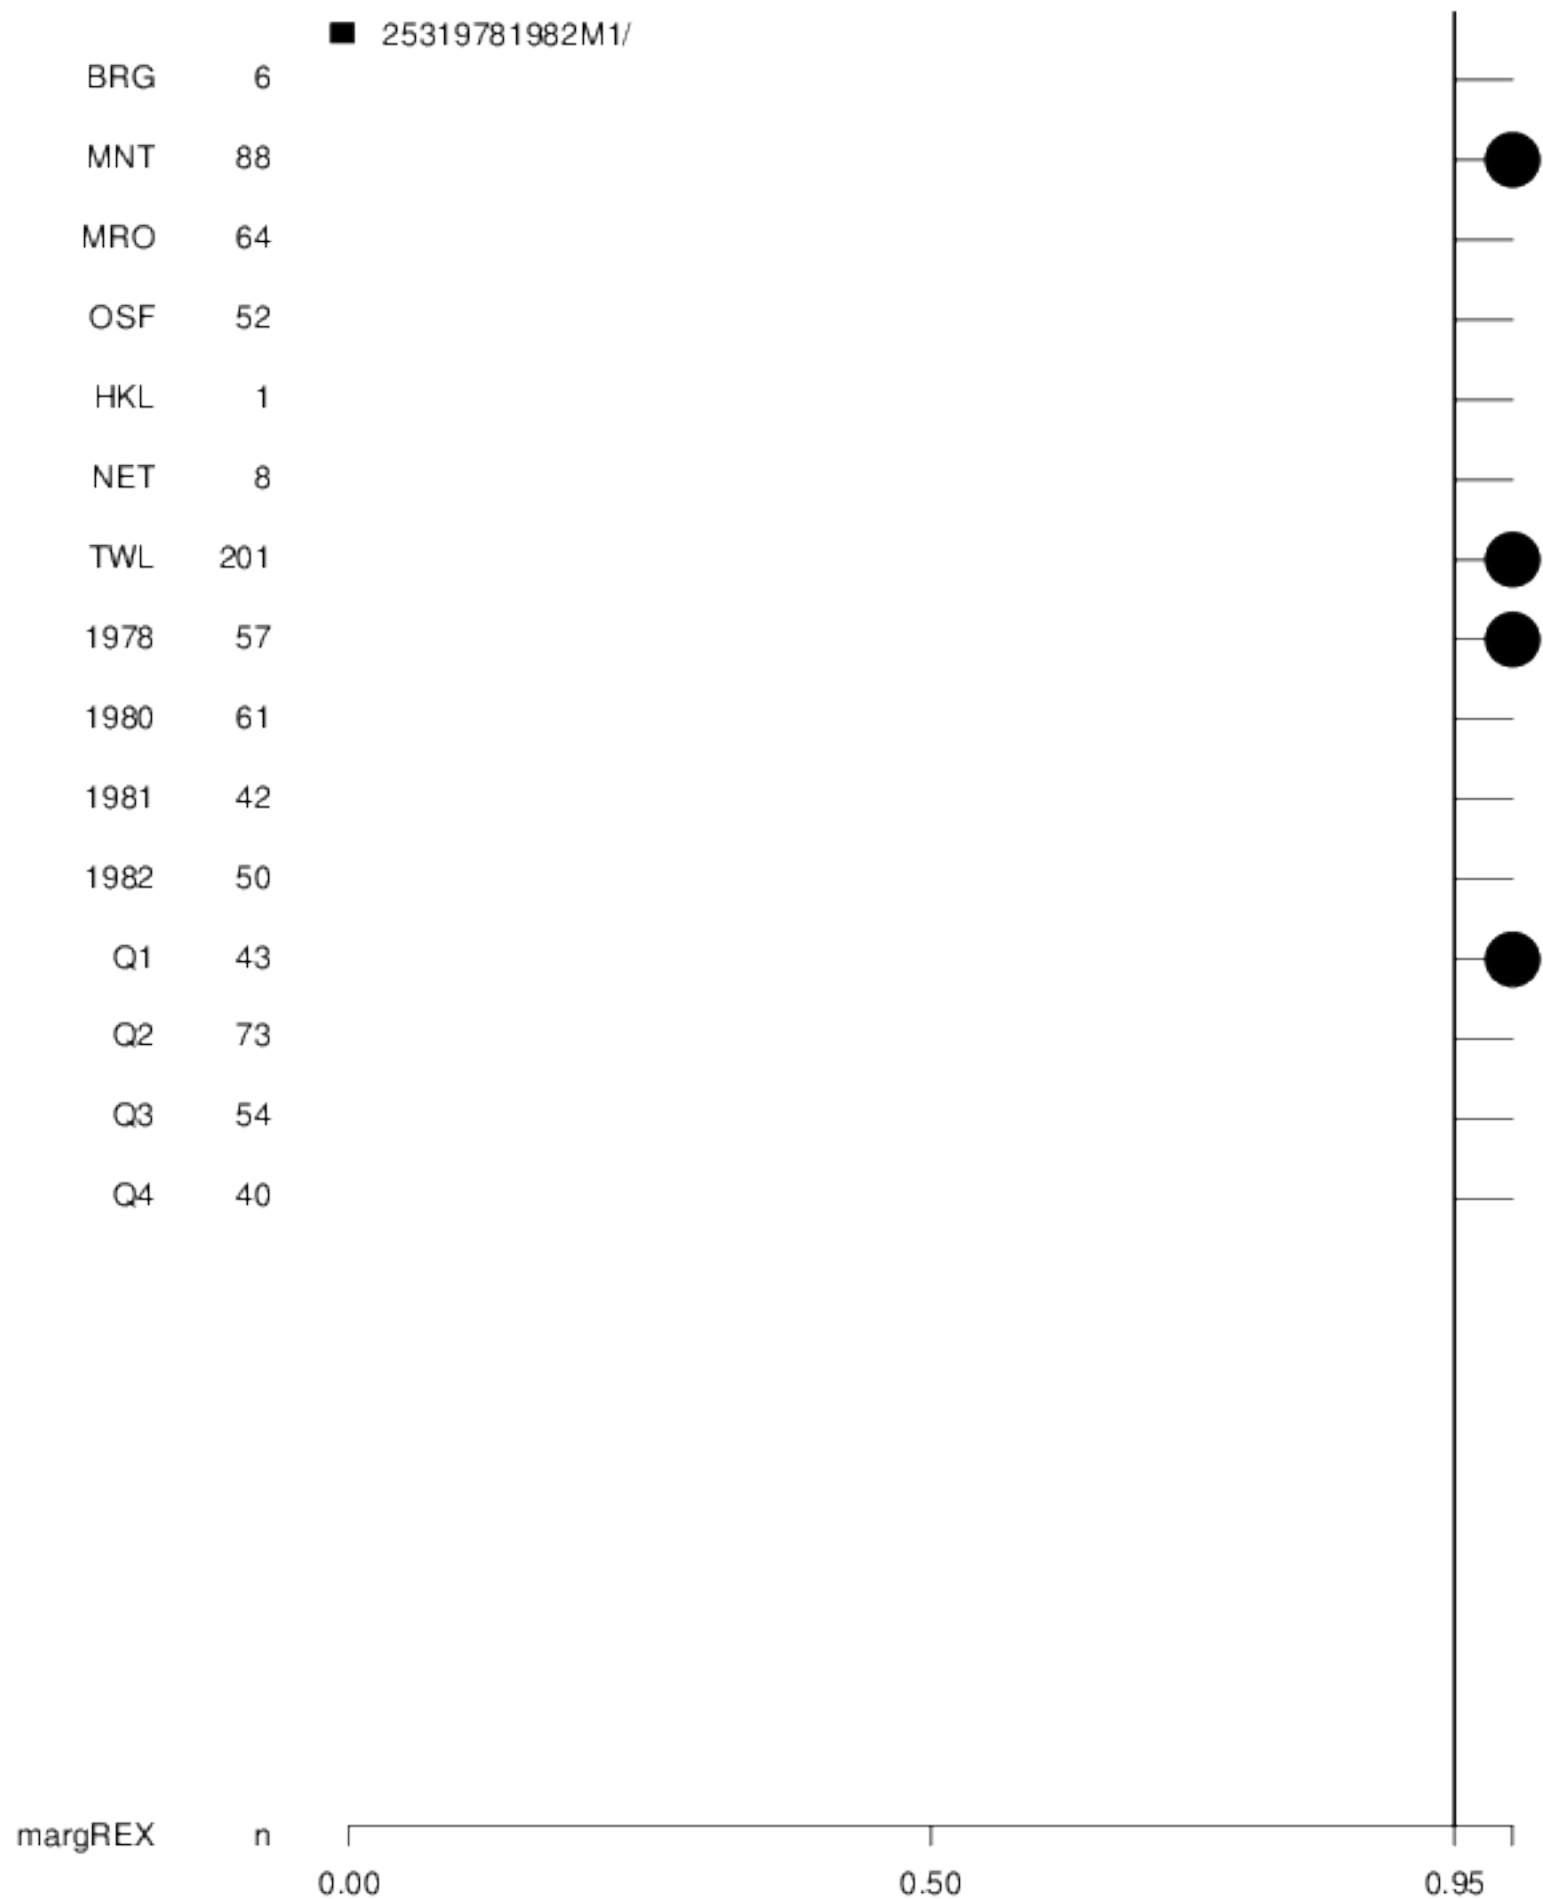 25319781982M1/
BRG 6
MNT 88
MRO 64
OSF 52
HKL 1
NET 8
TWL 201
1978 57
1980 61
1981 42
1982 50
Q1 43
Q2 73
Q3 54
Q4 40
margREX n
0.00 0.50 0.95